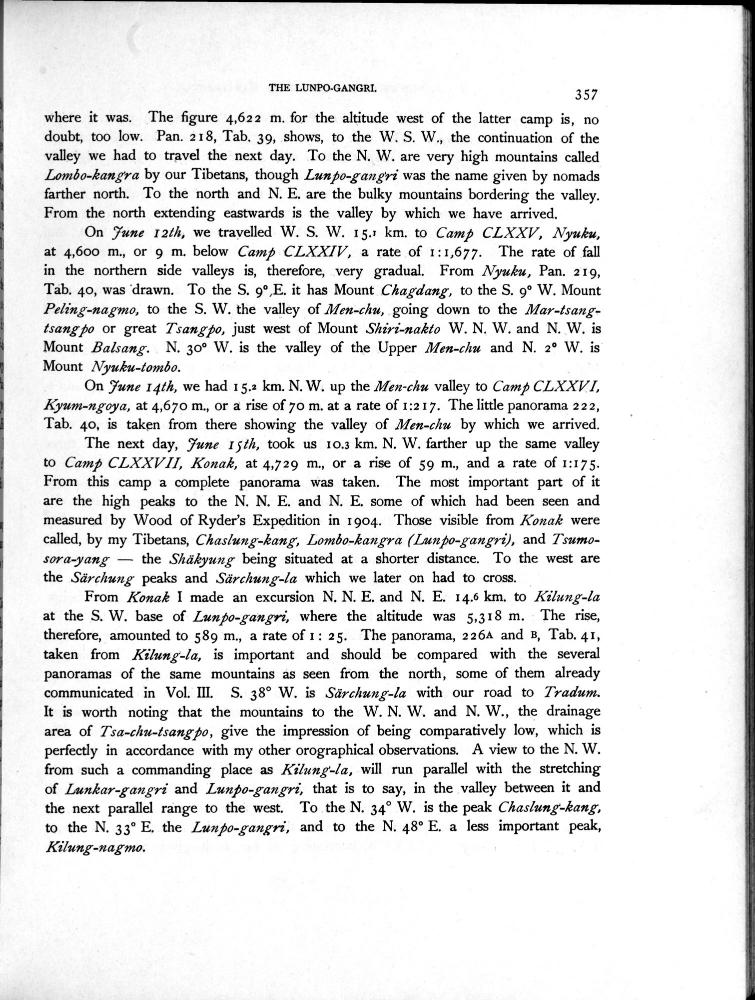 THE LUNPO-GANGRI.
357
where it was. The figure 4,622 m. for the altitude west of the latter camp is, no
doubt, too low. Pan. 218, Tab. 39, shows, to the W. S. W., the continuation of the
valley we had to travel the next day. To the N. W. are very high mountains called
Lombo-kangra by our Tibetans, though Lunpo-gangri was the name given by nomads
farther north. To the north and N. E. are the bulky mountains bordering the valley.
From the north extending eastwards is the valley by which we have arrived.
On June 12th, we travelled W. S. W. 15.1 km. to Camp CLXXV, Nyuku,
at 4,600 m., or 9 m. below Camp CLXXIV, a rate of 1:1,677. The rate of fall
in the northern side valleys is, therefore, very gradual. From Nyuku, Pan. 219,
Tab. 40, was drawn. To the S. 9° E. it has Mount Chagdang, to the S. 9° W. Mount
Peling-nagmo, to the S. W. the valley of Men-chu, going down to the Mar-tsang-
tsangpo or great Tsangpo, just west of Mount Shiri-nakto W. N. W. and N. W. is
Mount Balsang. N. 30° W. is the valley of the Upper Men-chu and N. 2° W. is
Mount Nyuku-tombo.
On June 14th, we had 15.2 km. N. W. up the Men-chu valley to Camp CLXXVI,
Kyum-ngoya, at 4,670 m., or a rise of 70 m. at a rate of 1:217. The little panorama 222,
Tab. 40, is taken from there showing the valley of Men-chu by which we arrived.
The next day, June 15th, took us 10.3 km. N. W. farther up the same valley
to Camp CLXXVII, Konak, at 4,729 m., or a rise of 59 m., and a rate of 1:175.
From this camp a complete panorama was taken. The most important part of it
are the high peaks to the N. N. E. and N. E. some of which had been seen and
measured by Wood of Ryder's Expedition in 1904. Those visible from Konak were
called, by my Tibetans, Chaslung-kang, Lombo-kangra (Lunpo-gangri), and Tsumo-
sora-yang — the Shäkyung being situated at a shorter distance. To the west are
the Särchung peaks and Särchung-la which we later on had to cross.
From Konak I made an excursion N. N. E. and N. E. 14.6 km. to Kilung-la
at the S. W. base of Lunpo-gangri, where the altitude was 5,318 m. The rise,
therefore, amounted to 589 m., a rate of 1 : 25. The panorama, 226A and B, Tab. 41,
taken from Kilung-la, is important and should be compared with the several
panoramas of the same mountains as seen from the north, some of them already
communicated in Vol. III. S. 38° W. is Särchung-la with our road to Tradum.
It is worth noting that the mountains to the W. N. W. and N. W., the drainage
area of Tsa-chu-tsangpo, give the impression of being comparatively low, which is
perfectly in accordance with my other orographical observations. A view to the N. W.
from such a commanding place as Kilung-la, will run parallel with the stretching
of Lunkar-gangri and Lunpo-gangri, that is to say, in the valley between it and
the next parallel range to the west. To the N. 34° W. is the peak Chaslung-kang,
to the N. 33° E. the Lunpo-gangri, and to the N. 48° E. a less important peak,
Kilung-nagmo.